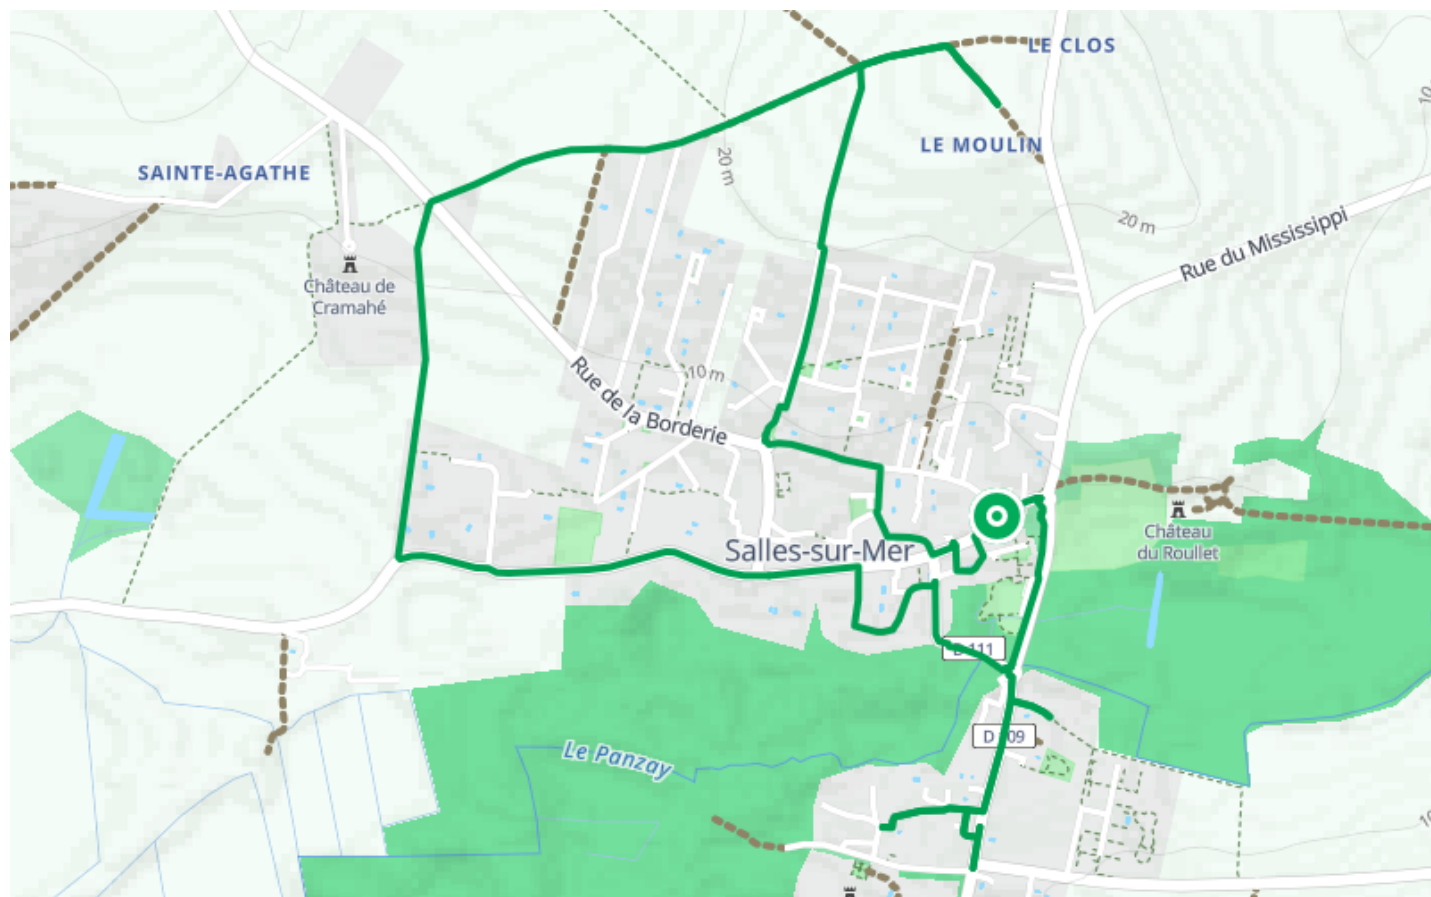 LE CLOS
LE MOULIN
20 m
SAINTE-AGATHE
20 m
Rue du Mississippi
Château de
Cramahé
Rue de la Borderie
10 m
Château
du Roullet
Salles-sur-Mer
D 111
Le Panzay